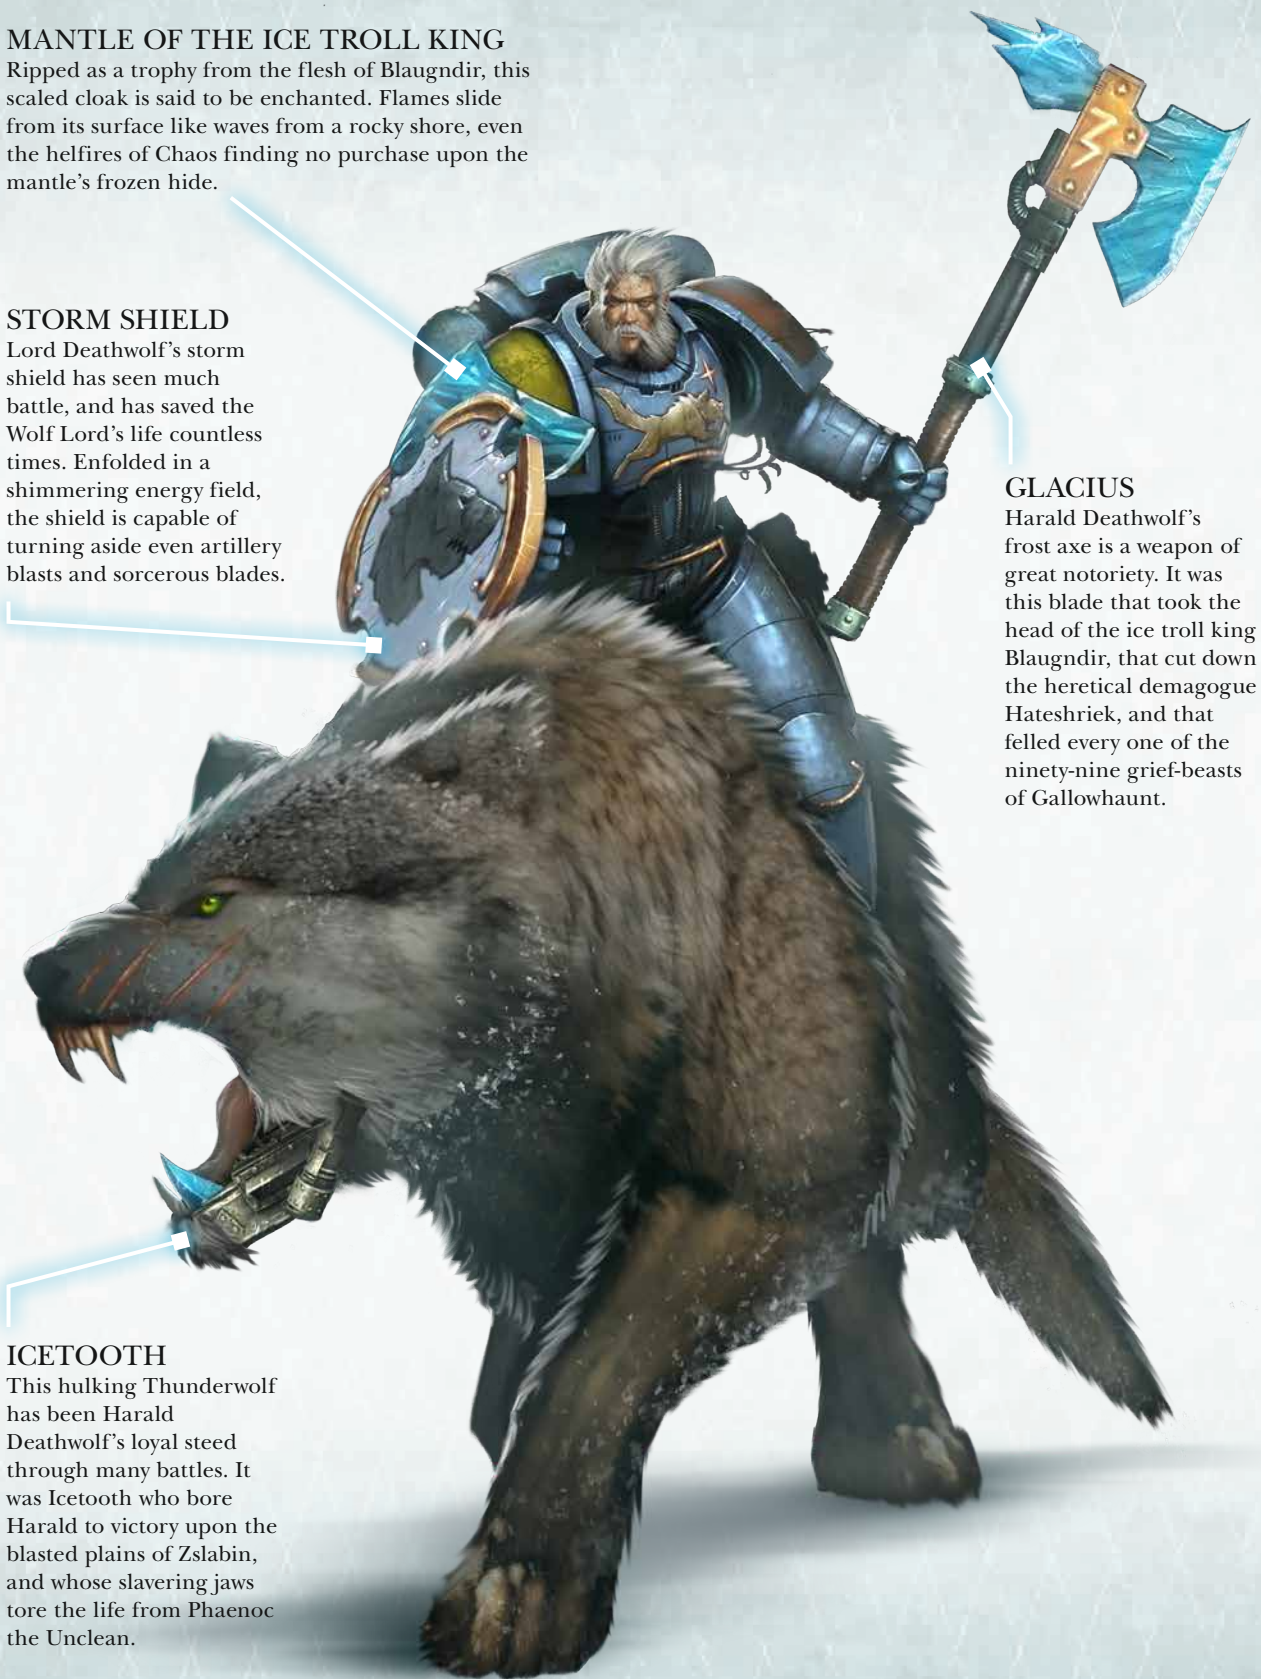 MANTLE OF THE ICE TROLL KING
Ripped as a trophy from the flesh of Blaugndir, this
scaled cloak is said to be enchanted. Flames slide
from its surface like waves from a rocky shore, even
the helfires of Chaos finding no purchase upon the
mantle's frozen hide.
STORM SHIELD
Lord Deathwolf's storm
shield has seen much
battle, and has saved the
Wolf Lord's life countless
times. Enfolded in a
shimmering energy field,
the shield is capable of
turning aside even artillery
blasts and sorcerous blades.
GLACIUS
Harald Deathwolf's
frost axe is a weapon of
great notoriety. It was
this blade that took the
head of the ice troll king
Blaugndir, that cut down
the heretical demagogue
Hateshriek, and that
felled every one of the
ninety-nine grief-beasts
of Gallowhaunt.
ICETOOTH
This hulking Thunderwolf
has been Harald
Deathwolf's loyal steed
through many battles. It
was Icetooth who bore
Harald to victory upon the
blasted plains of Zslabin,
and whose slavering jaws
tore the life from Phaenoc
the Unclean.